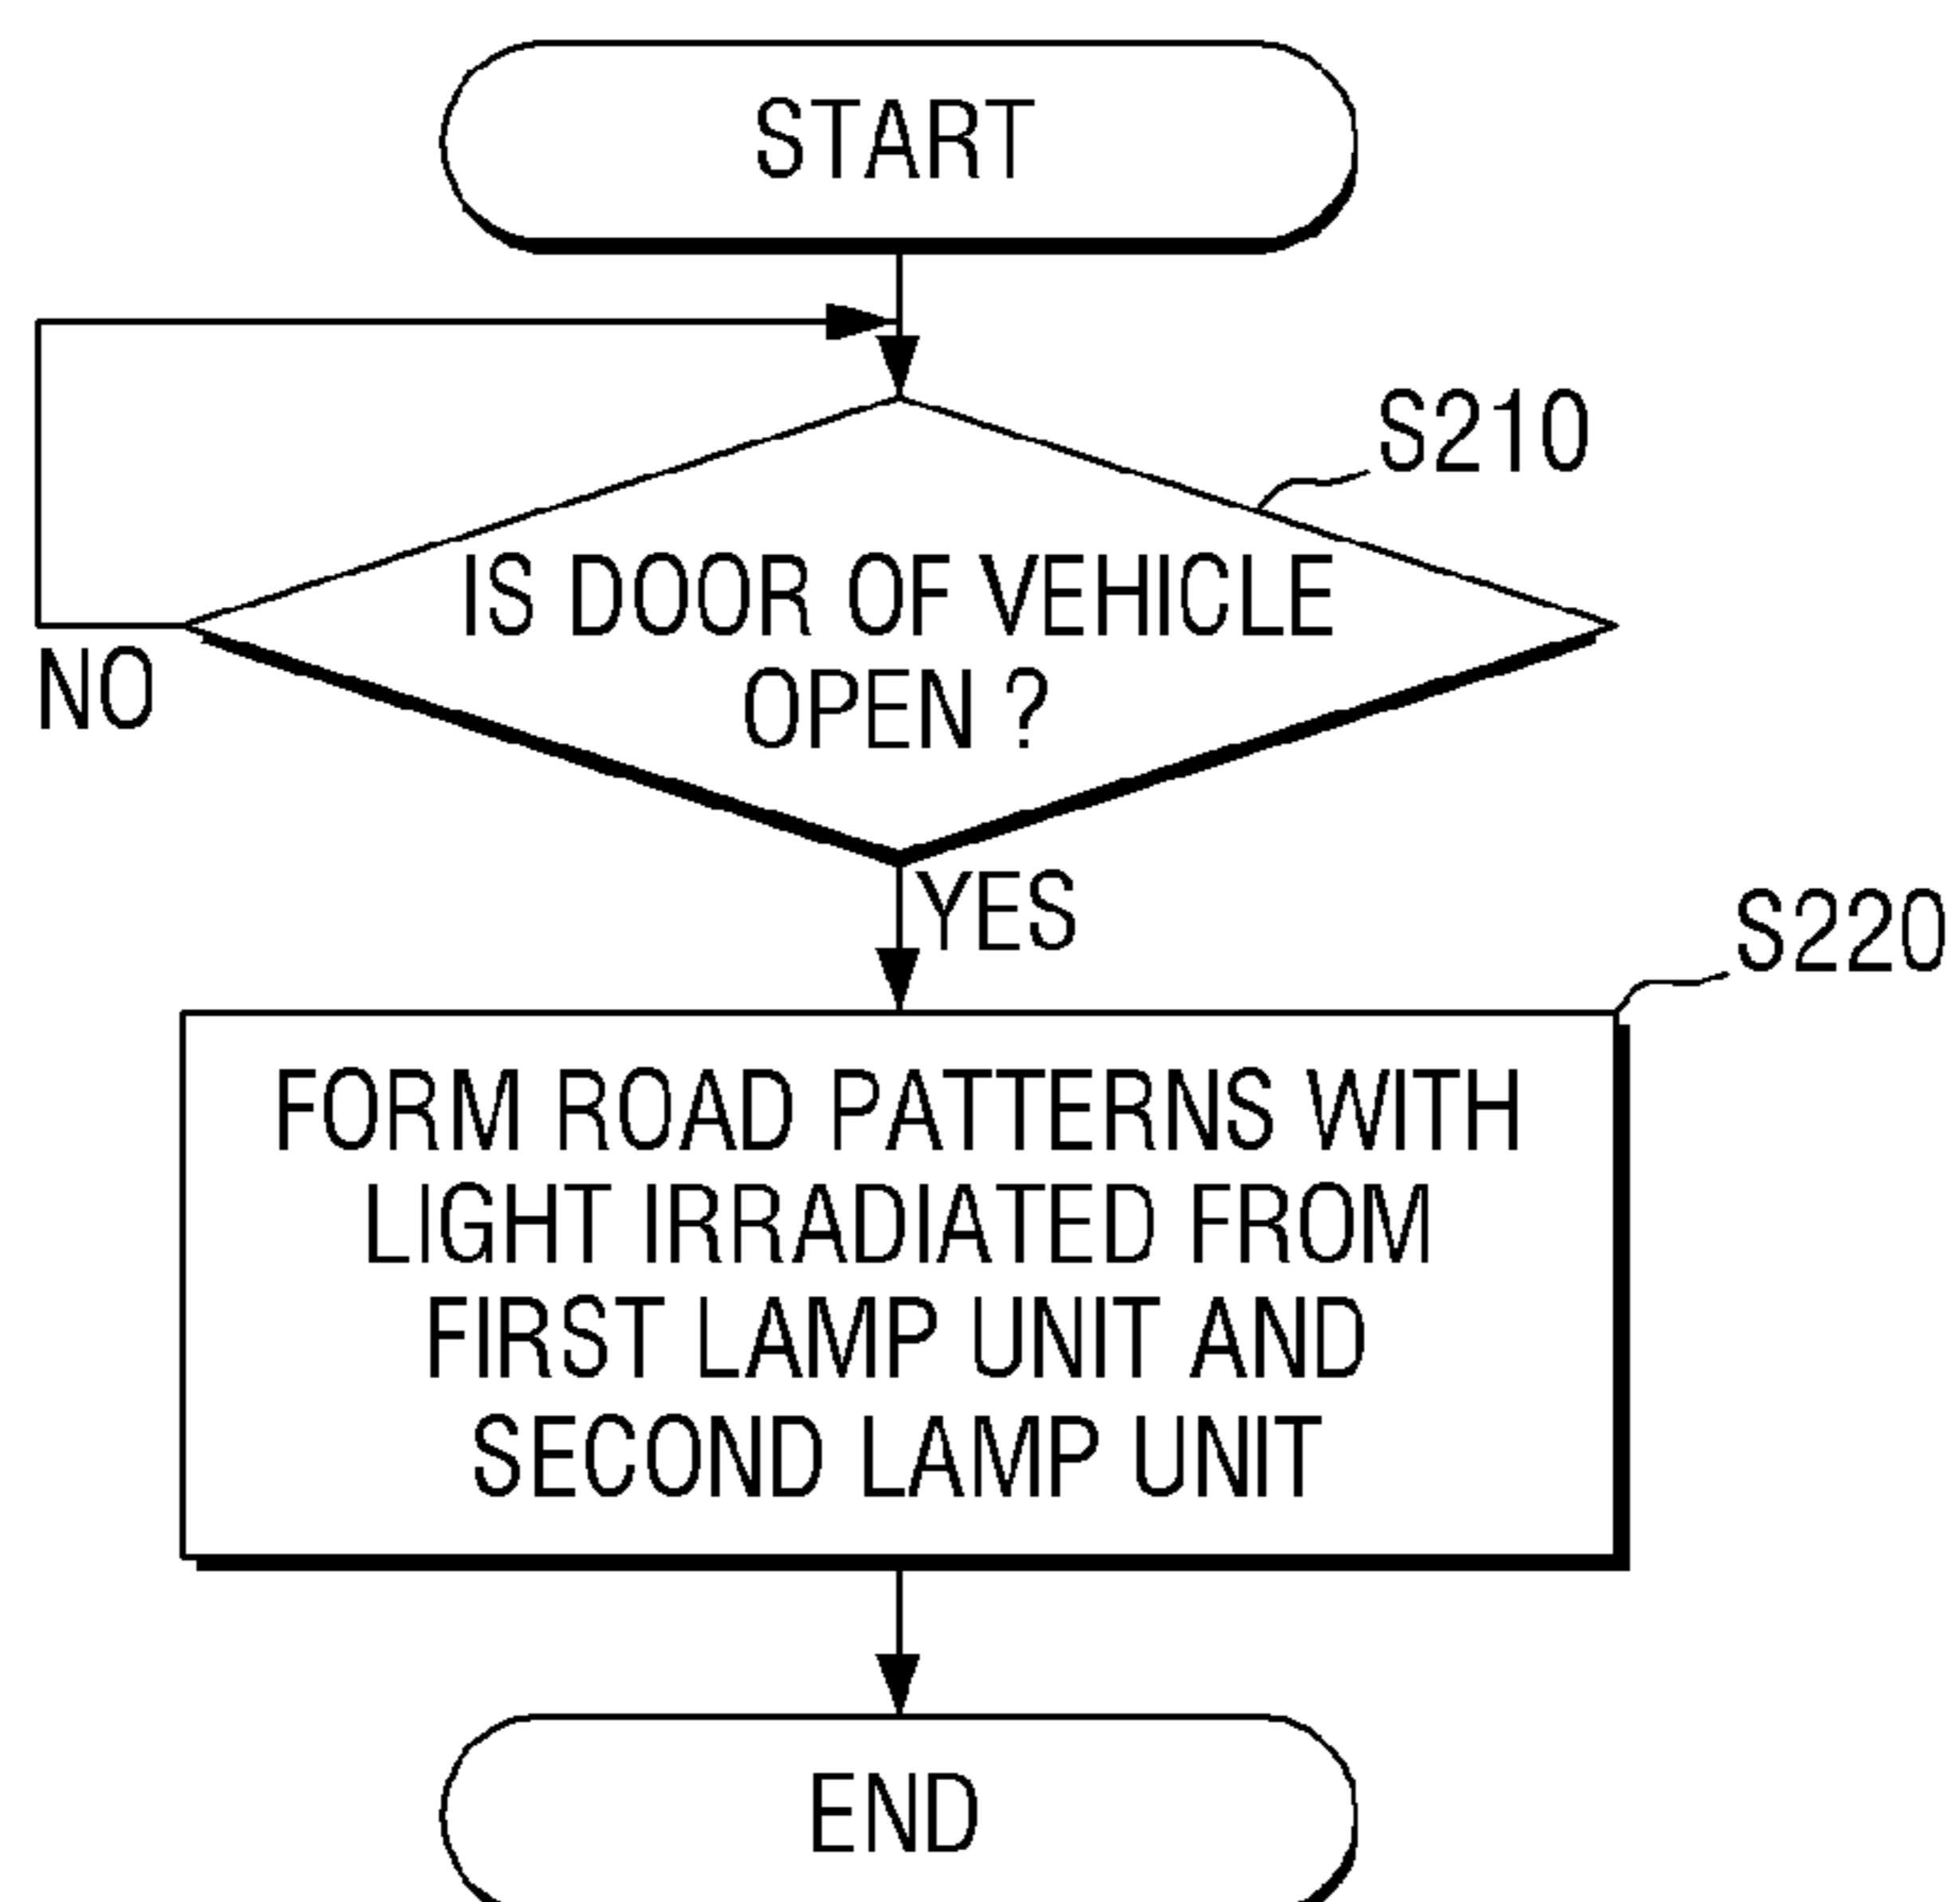 START
S210
IS DOOR OF VEHICLE
OPEN ?
NO
YES
S220
FORM ROAD PATTERNS WITH
LIGHT IRRADIATED FROM
FIRST LAMP UNIT AND
SECOND LAMP UNIT
END